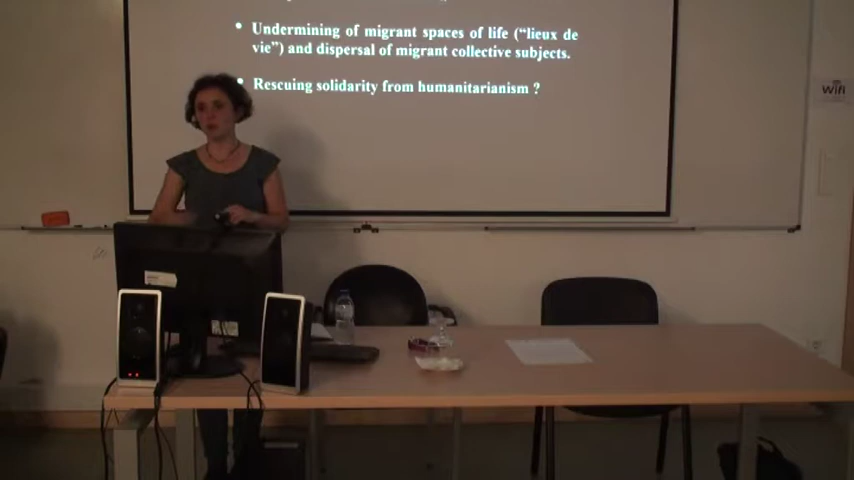 • Undermining of migrant spaces of life (“lieux de
vie”) and dispersal of migrant collective subjects.
• Rescuing solidarity from humanitarianism ?
wifi